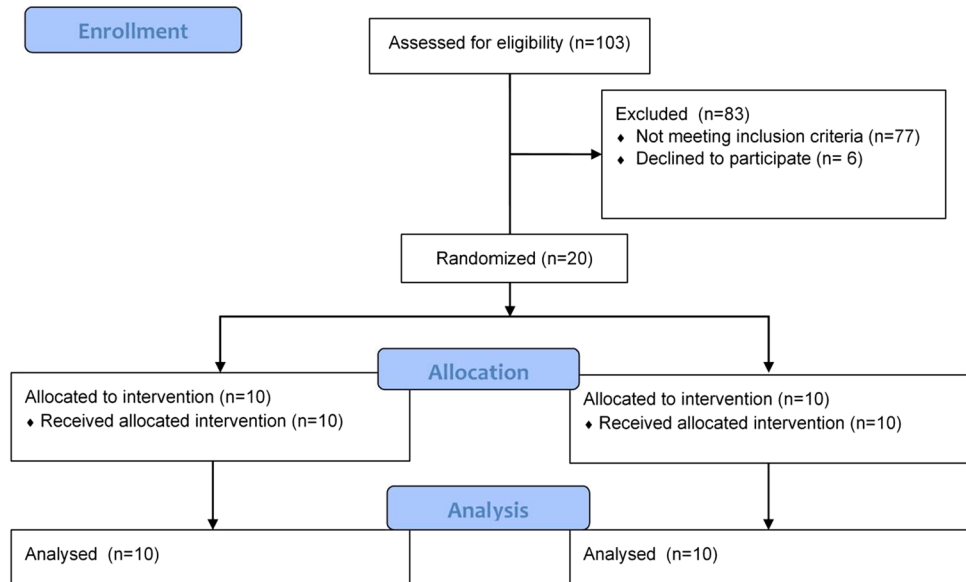 Enrollment
Assessed for eligibility (n=103)
Excluded (n=83)
♦ Not meeting inclusion criteria (n=77)
♦ Declined to participate (n= 6)
Randomized (n=20)
Allocation
Allocated to intervention (n=10)
♦ Received allocated intervention (n=10)
Allocated to intervention (n=10)
♦ Received allocated intervention (n=10)
Analysis
Analysed (n=10)
Analysed (n=10)